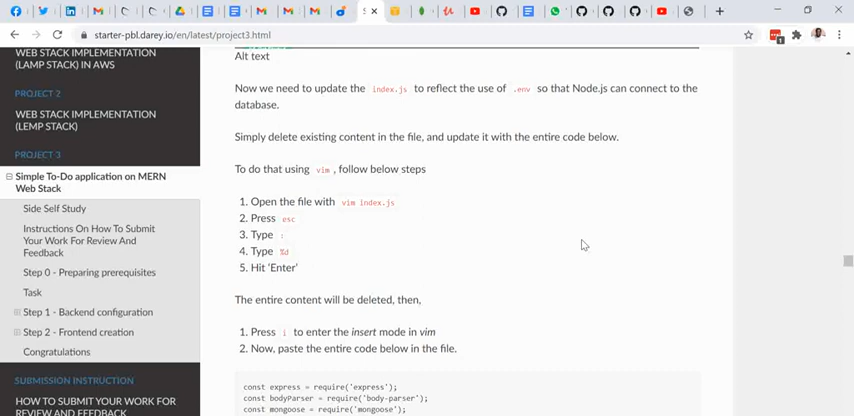 starter-pbl.darey.io/en/latest/project3.html
WEB STACK IMPLEMENTATION
(LAMP STACK) IN AWS
PROJECT 2
WEB STACK IMPLEMENTATION
(LEMP STACK)
PROJECT 3
Simple To-Do application on MERN
Web Stack
Side Self Study
Instructions On How To Submit
Your Work For Review And
Feedback
Step 0 - Preparing prerequisites
Task
Step 1 - Backend configuration
Step 2 - Frontend creation
Congratulations
SUBMISSION INSTRUCTION
HOW TO SUBMIT YOUR WORK FOR
REVIEW AND FEEDBACK
Alt text
Now we need to update the index.js to reflect the use of .env so that Node.js can connect to the
database.
Simply delete existing content in the file, and update it with the entire code below.
To do that using vim , follow below steps
1. Open the file with vim index.js
2. Press esc
3. Type :
4. Type %d
5. Hit ‘Enter’
The entire content will be deleted, then,
1. Press i to enter the insert mode in vim
2. Now, paste the entire code below in the file.
const express = require('express');
const bodyParser = require('body-parser');
const mongoose = require('mongoose');